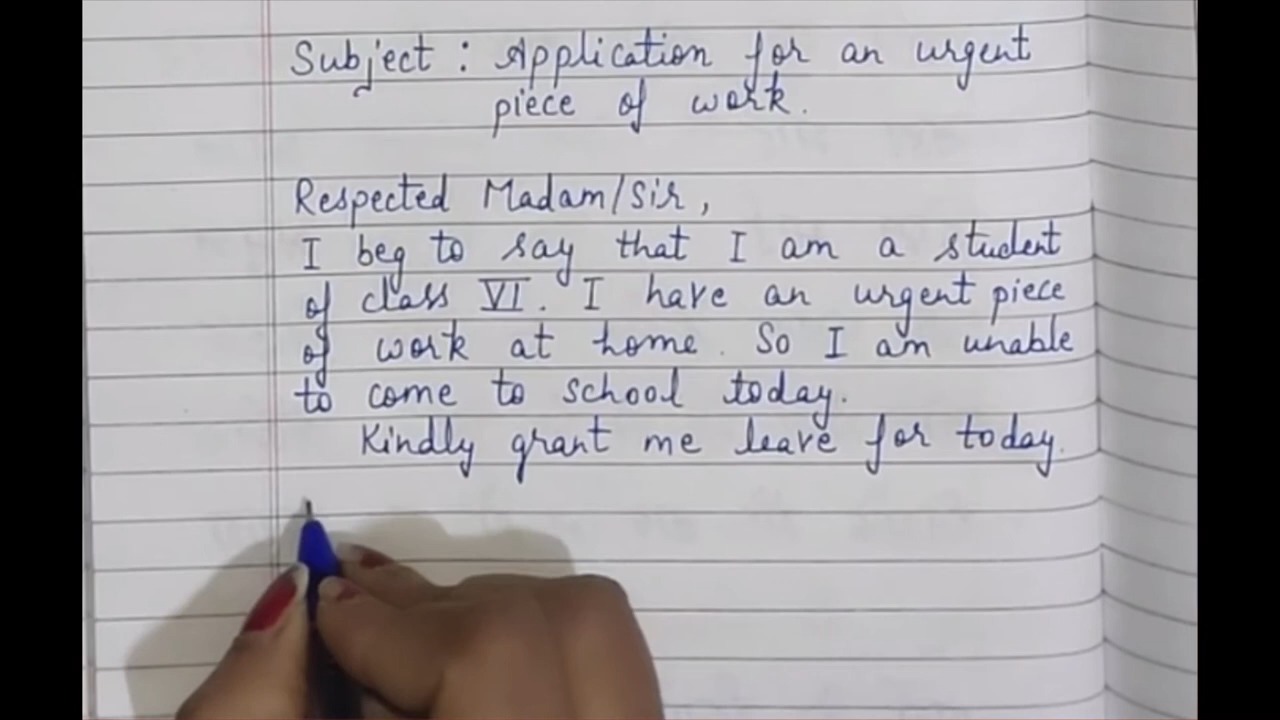 Subject : Application for an urgent
piece of work.
Respected Madam/Sir,
I beg to say that I am a student
of class VI. I have an urgent piece
of work at home. So I am unable
to come to school today.
Kindly grant me leave for today.